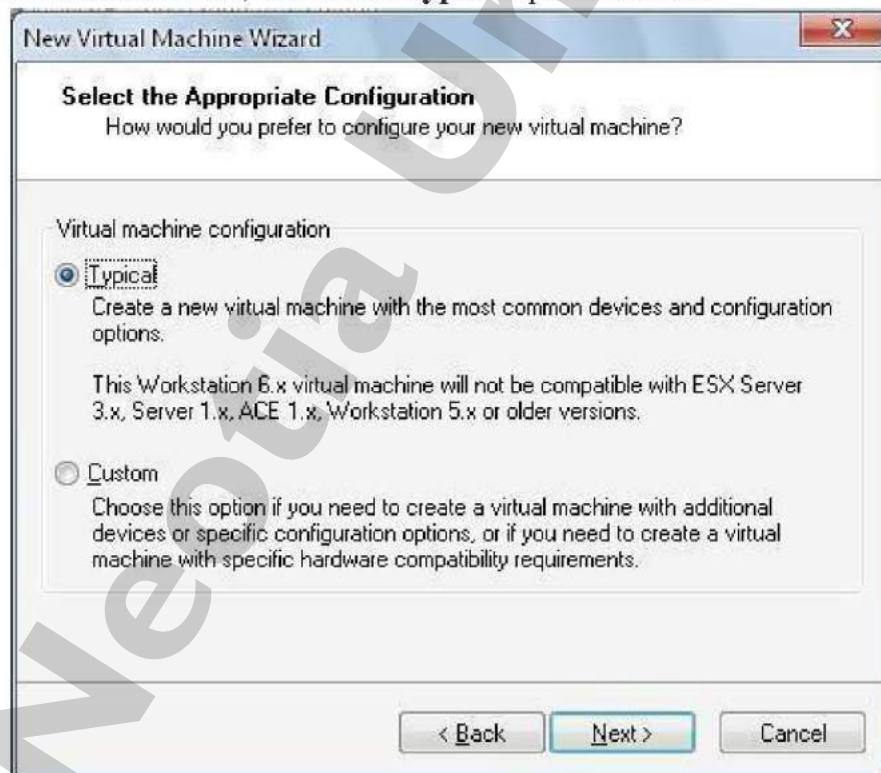 New Virtual Machine Wizard
Select the Appropriate Configuration
How would you prefer to configure your new virtual machine?
Virtual machine configuration
Typical
Create a new virtual machine with the most common devices and configuration
options.
This Workstation 6.x virtual machine will not be compatible with ESX Server
3.x, Server 1.x, ACE 1.x, Workstation 5.x or older versions.
Custom
Choose this option if you need to create a virtual machine with additional
devices or specific configuration options, or if you need to create a virtual
machine with specific hardware compatibility requirements.
< Back
Next >
Cancel
Neotia